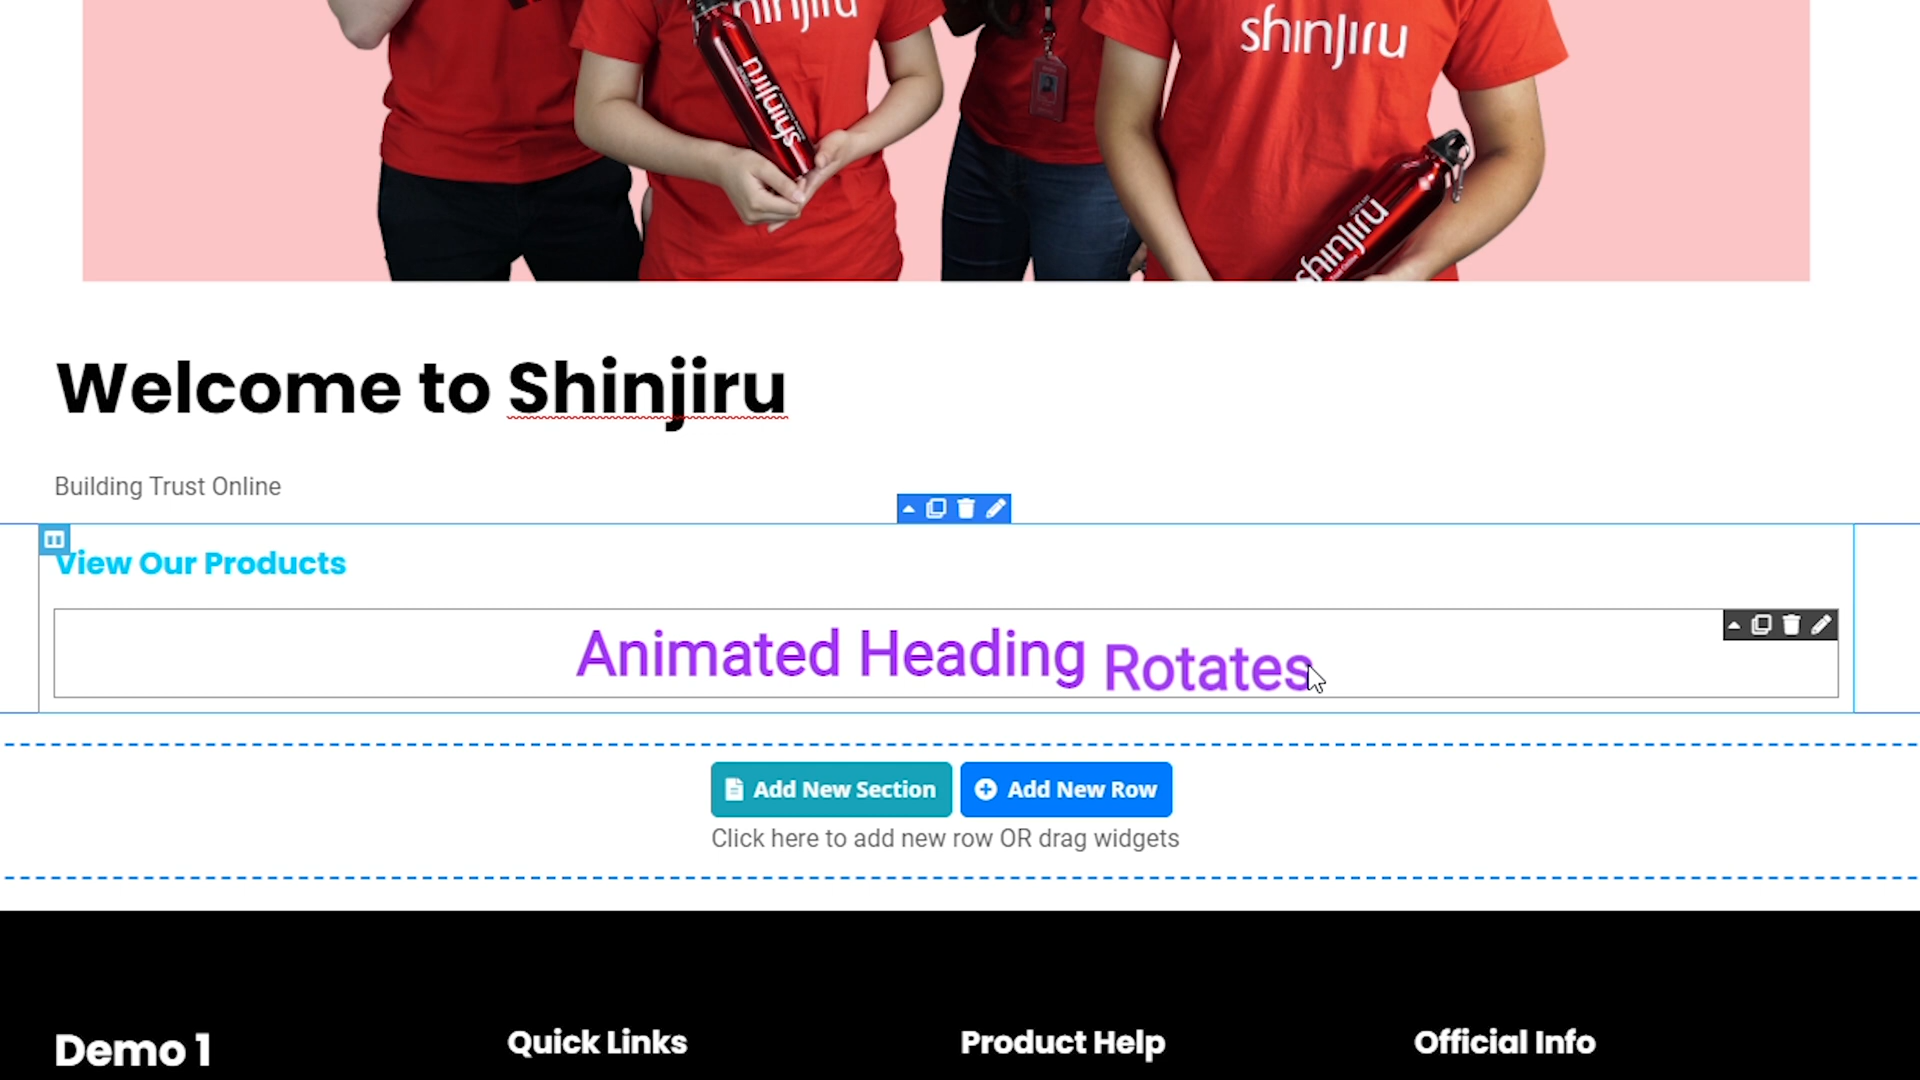 shinjiru
shinjiru
shinjiru
shinjiru
Welcome to Shinjiru
Building Trust Online
View Our Products
Animated Heading Rotates
Add New Section
Add New Row
Click here to add new row OR drag widgets
Demo 1
Quick Links
Product Help
Official Info